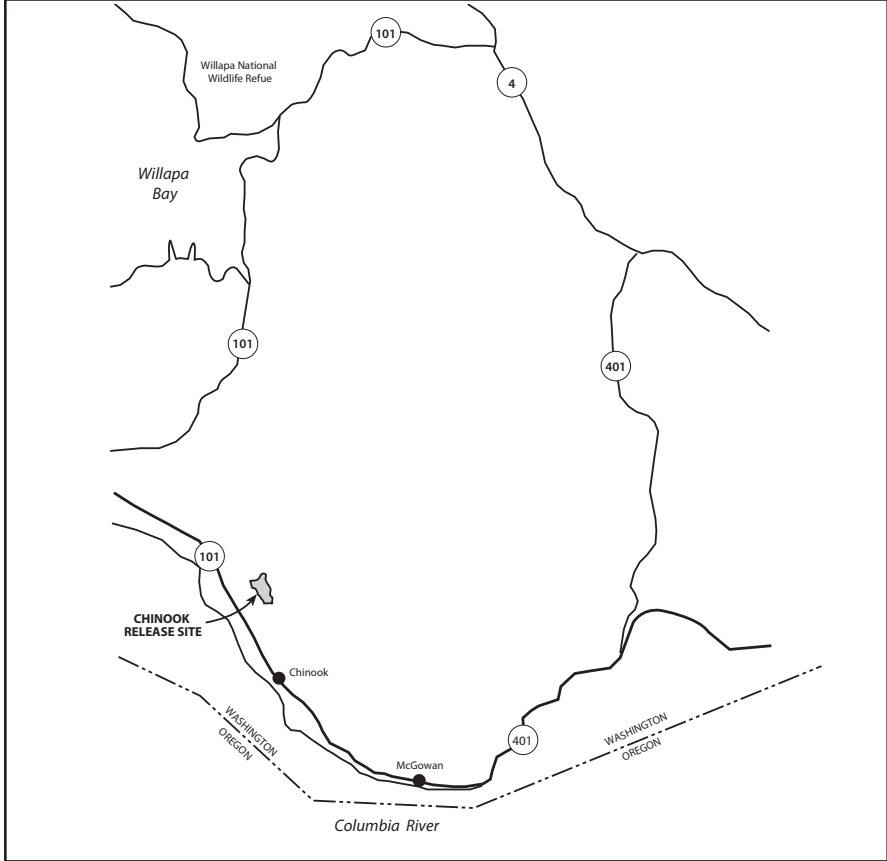 101
Willapa National
Wildlife Refue
4
Willapa
Bay
101
401
101
CHINOOK
RELEASE SITE
Chinook
WASHINGTON
OREGON
McGowan
401
WASHINGTON
OREGON
Columbia River